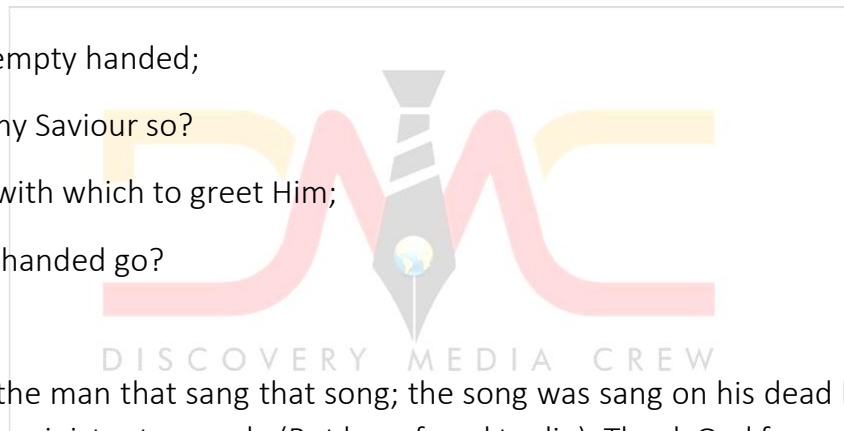 empty handed;
Saviour so?
with which to greet Him;
handed go?
DISCOVERY MEDIA CREW
the man that sang that song; the song was sang on his dead